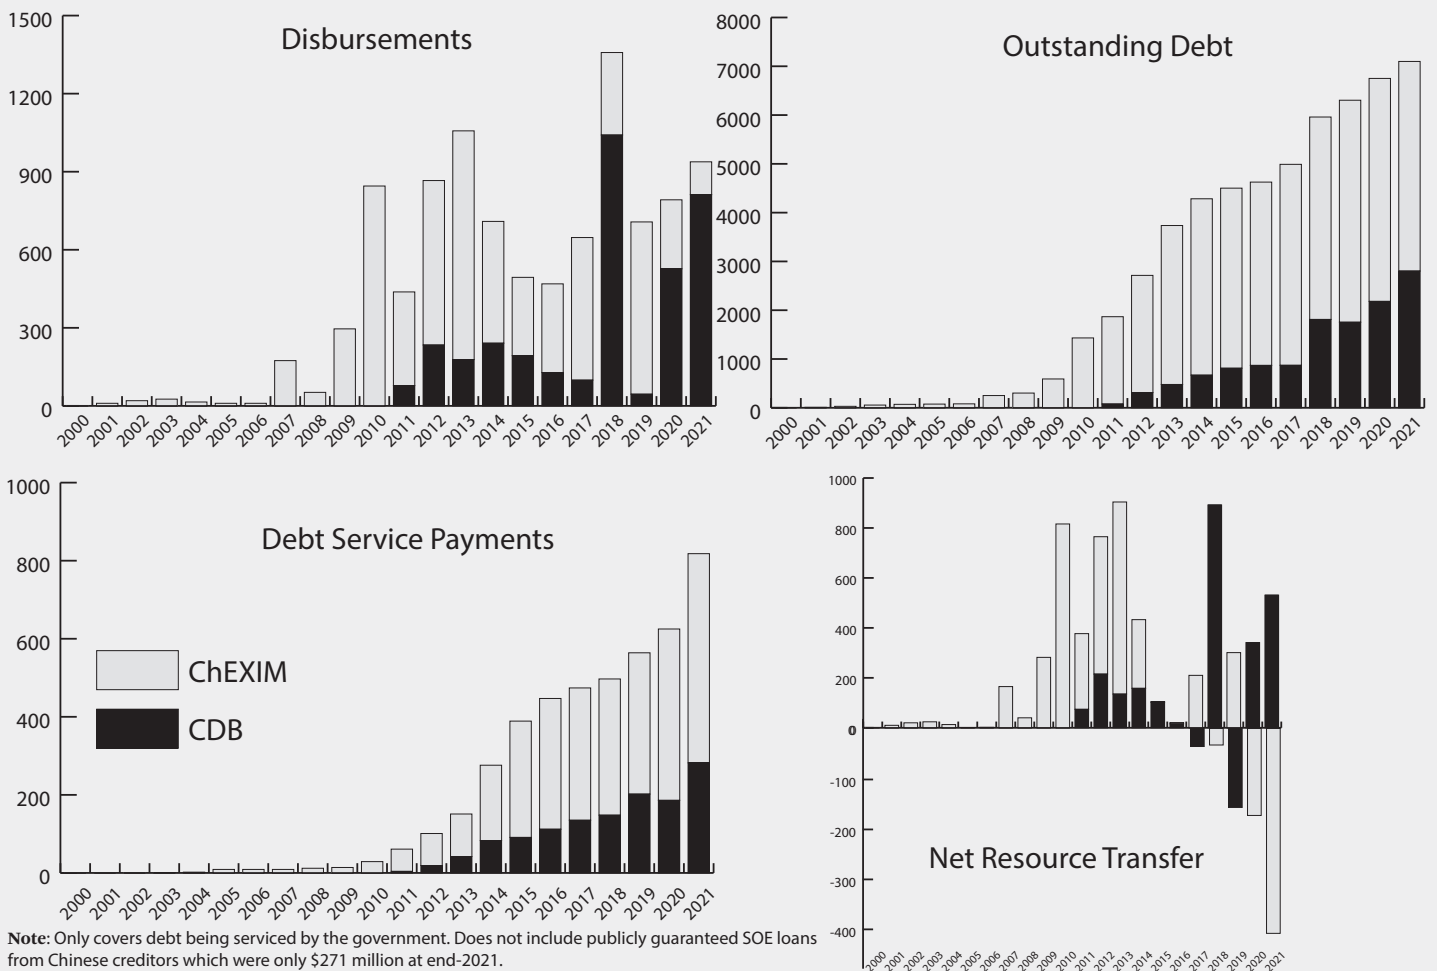 Disbursements
1500
1200
900
600
300
0
2000 2001 2002 2003 2004 2005 2006 2007 2008 2009 2010 2011 2012 2013 2014 2015 2016 2017 2018 2019 2020 2021
Outstanding Debt
8000
7000
6000
5000
4000
3000
2000
1000
0
2000 2001 2002 2003 2004 2005 2006 2007 2008 2009 2010 2011 2012 2013 2014 2015 2016 2017 2018 2019 2020 2021
Debt Service Payments
1000
800
600
400
200
0
ChEXIM
CDB
2000 2001 2002 2003 2004 2005 2006 2007 2008 2009 2010 2011 2012 2013 2014 2015 2016 2017 2018 2019 2020 2021
1000
800
600
400
200
0
-100
-200
-300
-400
Net Resource Transfer
2000 2001 2002 2003 2004 2005 2006 2007 2008 2009 2010 2011 2012 2013 2014 2015 2016 2017 2018 2019 2020 2021
Note: Only covers debt being serviced by the government. Does not include publicly guaranteed SOE loans
from Chinese creditors which were only $271 million at end-2021.